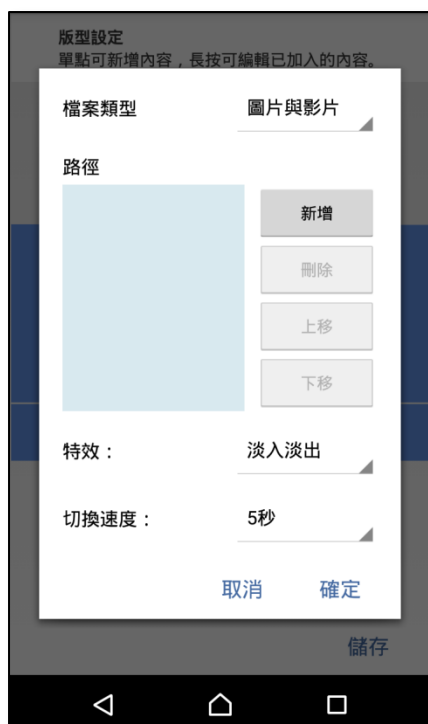 版型設定
單點可新增內容，長按可編輯已加入的內容。
檔案類型 圖片與影片
路徑
新增
刪除
上移
下移
特效： 淡入淡出
切換速度： 5秒
取消 確定
儲存